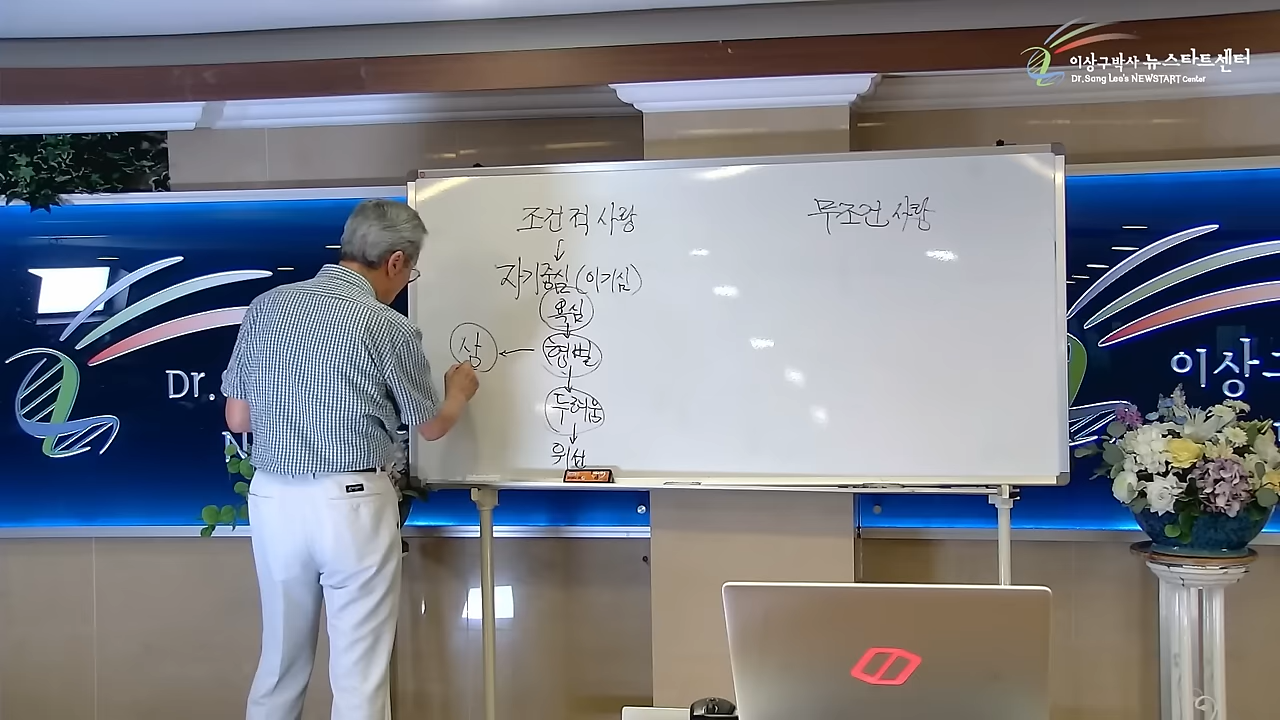 이상구박사 뉴스타트센터
Dr.Sang Lee's NEWSTART Center
조건적 사랑
무조건 사랑
자기중심 (이기심)
욕심
상
형벌
두려움
위선
Dr.
N
이상구